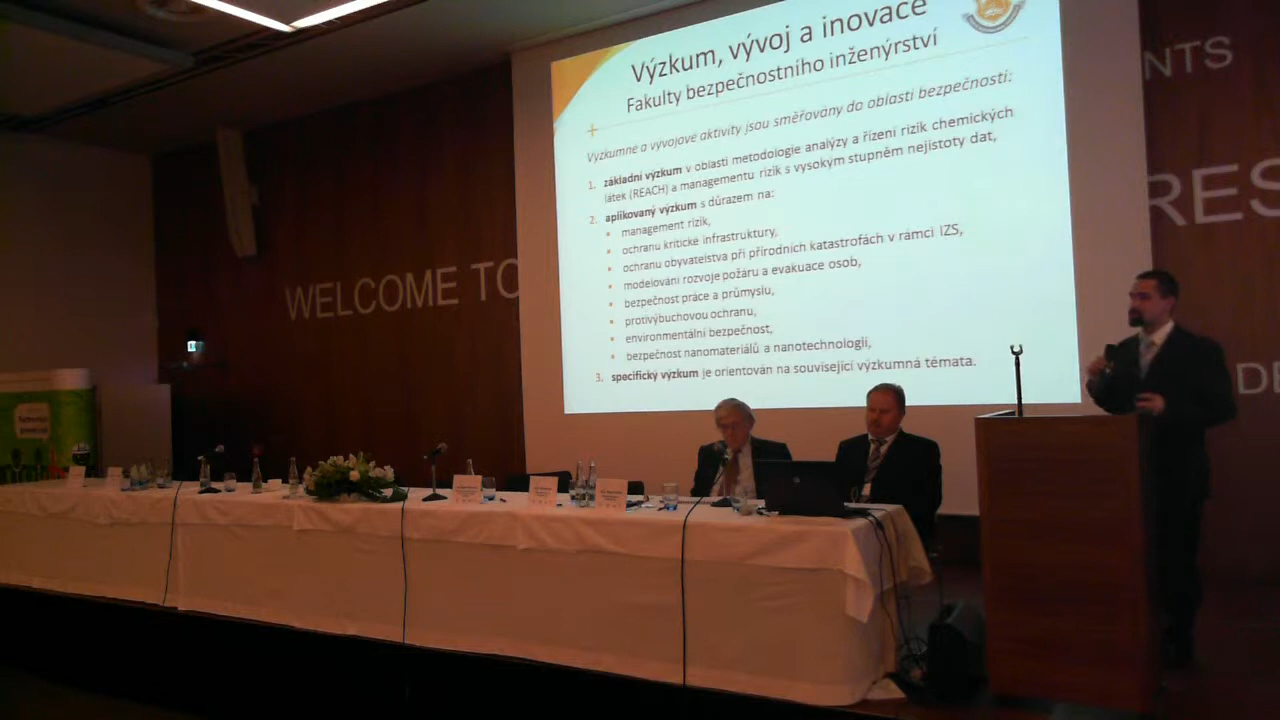 Výzkum, vývoj a inovace
Fakulty bezpečnostního inženýrství
Výzkumné a vývojové aktivity jsou směřovány do oblasti bezpečnosti:
1. základní výzkum v oblasti metodologie analýzy a řízení rizik chemických
látek (REACH) a managementu rizik s vysokým stupněm nejistoty dat,
2. aplikovaný výzkum s důrazem na:
management rizik,
ochranu kritické infrastruktury,
ochranu obyvatelstva při přírodních katastrofách v rámci IZS,
modelování rozvoje požáru a evakuace osob,
bezpečnost práce a průmyslu,
protivýbuchovou ochranu,
environmentální bezpečnost,
bezpečnost nanomateriálů a nanotechnologií,
3. specifický výzkum je orientován na související výzkumná témata.
WELCOME TO
NTS
RES
DE